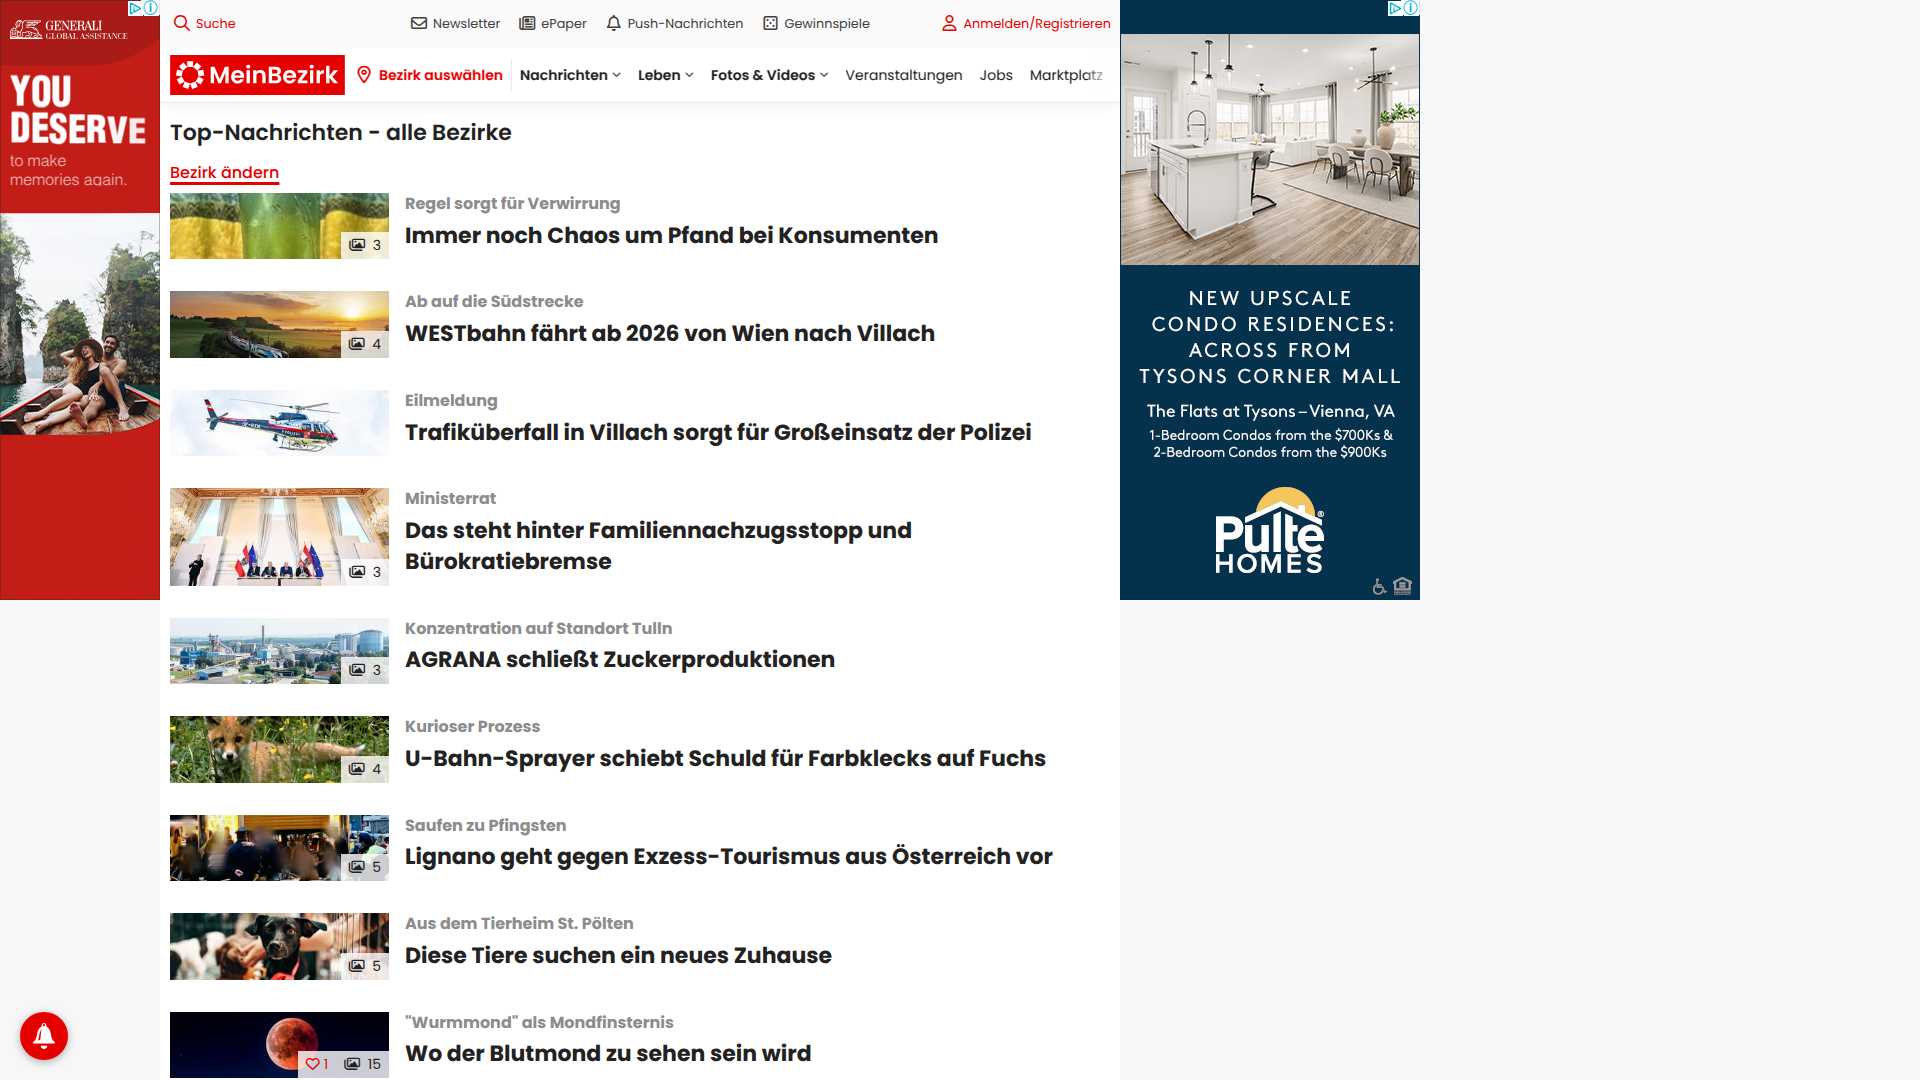 GENERALI
GLOBAL ASSISTANCE
YOU
DESERVE
to make
memories again.
Suche
Newsletter
ePaper
Push-Nachrichten
Gewinnspiele
Anmelden/Registrieren
MeinBezirk
Bezirk auswählen
Nachrichten
Leben
Fotos & Videos
Veranstaltungen
Jobs
Marktplatz
Top-Nachrichten - alle Bezirke
Bezirk ändern
3
Regel sorgt für Verwirrung
Immer noch Chaos um Pfand bei Konsumenten
4
Ab auf die Südstrecke
WESTbahn fährt ab 2026 von Wien nach Villach
Eilmeldung
Trafiküberfall in Villach sorgt für Großeinsatz der Polizei
3
Ministerrat
Das steht hinter Familiennachzugsstopp und
Bürokratiebremse
3
Konzentration auf Standort Tulln
AGRANA schließt Zuckerproduktionen
4
Kurioser Prozess
U-Bahn-Sprayer schiebt Schuld für Farbklecks auf Fuchs
5
Saufen zu Pfingsten
Lignano geht gegen Exzess-Tourismus aus Österreich vor
5
Aus dem Tierheim St. Pölten
Diese Tiere suchen ein neues Zuhause
1 15
"Wurmmond" als Mondfinsternis
Wo der Blutmond zu sehen sein wird
NEW UPSCALE
CONDO RESIDENCES:
ACROSS FROM
TYSONS CORNER MALL
The Flats at Tysons – Vienna, VA
1-Bedroom Condos from the $700Ks &
2-Bedroom Condos from the $900Ks
Pulte®
HOMES